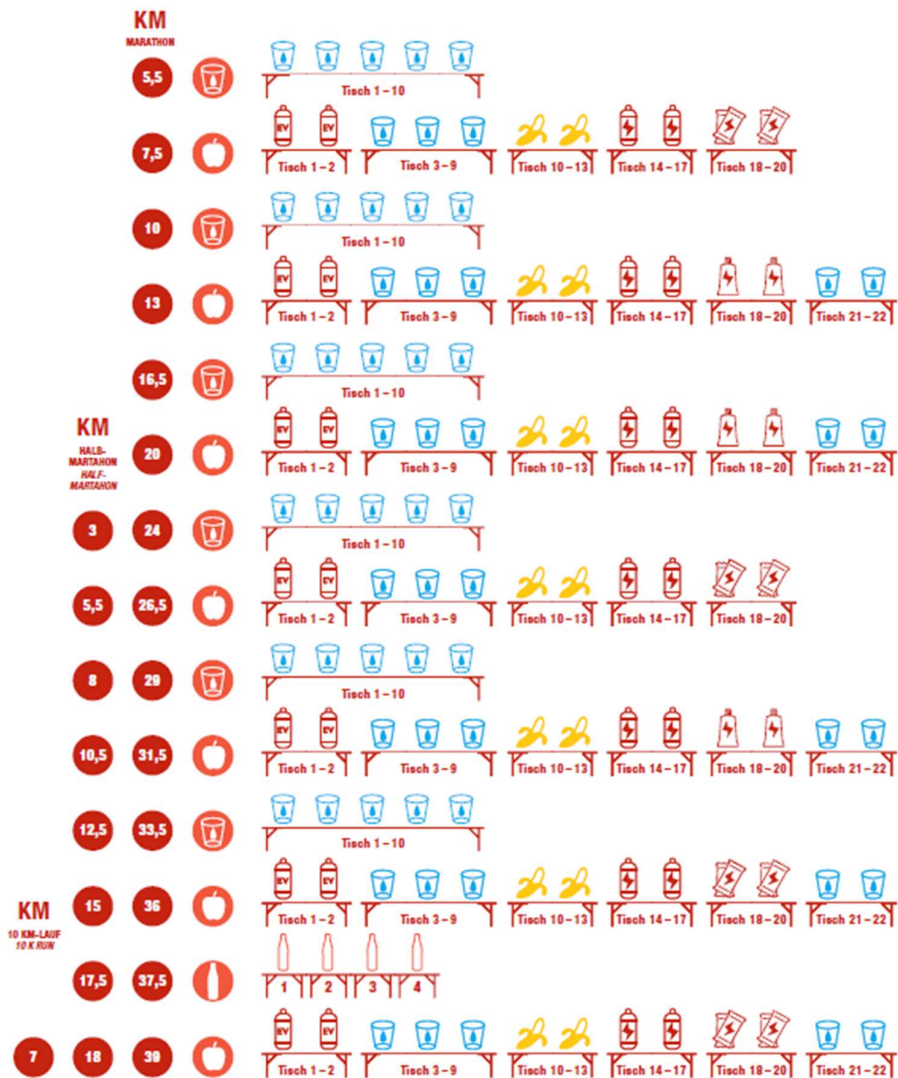 KM
MARATHON
5,5
Tisch 1 – 10
7,5
EV EV
Tisch 1 – 2 Tisch 3 – 9 Tisch 10 – 13 Tisch 14 – 17 Tisch 18 – 20
10
Tisch 1 – 10
13
EV EV
Tisch 1 – 2 Tisch 3 – 9 Tisch 10 – 13 Tisch 14 – 17 Tisch 18 – 20 Tisch 21 – 22
16,5
Tisch 1 – 10
KM
HALB-
MARTAHON
HALF-
MARTAHON
20
EV EV
Tisch 1 – 2 Tisch 3 – 9 Tisch 10 – 13 Tisch 14 – 17 Tisch 18 – 20 Tisch 21 – 22
3 24
Tisch 1 – 10
5,5 26,5
EV EV
Tisch 1 – 2 Tisch 3 – 9 Tisch 10 – 13 Tisch 14 – 17 Tisch 18 – 20
8 29
Tisch 1 – 10
10,5 31,5
EV EV
Tisch 1 – 2 Tisch 3 – 9 Tisch 10 – 13 Tisch 14 – 17 Tisch 18 – 20 Tisch 21 – 22
12,5 33,5
Tisch 1 – 10
15 36
EV EV
Tisch 1 – 2 Tisch 3 – 9 Tisch 10 – 13 Tisch 14 – 17 Tisch 18 – 20 Tisch 21 – 22
KM
10 KM-LAUF
10 K RUN
17,5 37,5
1 2 3 4
7 18 39
EV EV
Tisch 1 – 2 Tisch 3 – 9 Tisch 10 – 13 Tisch 14 – 17 Tisch 18 – 20 Tisch 21 – 22